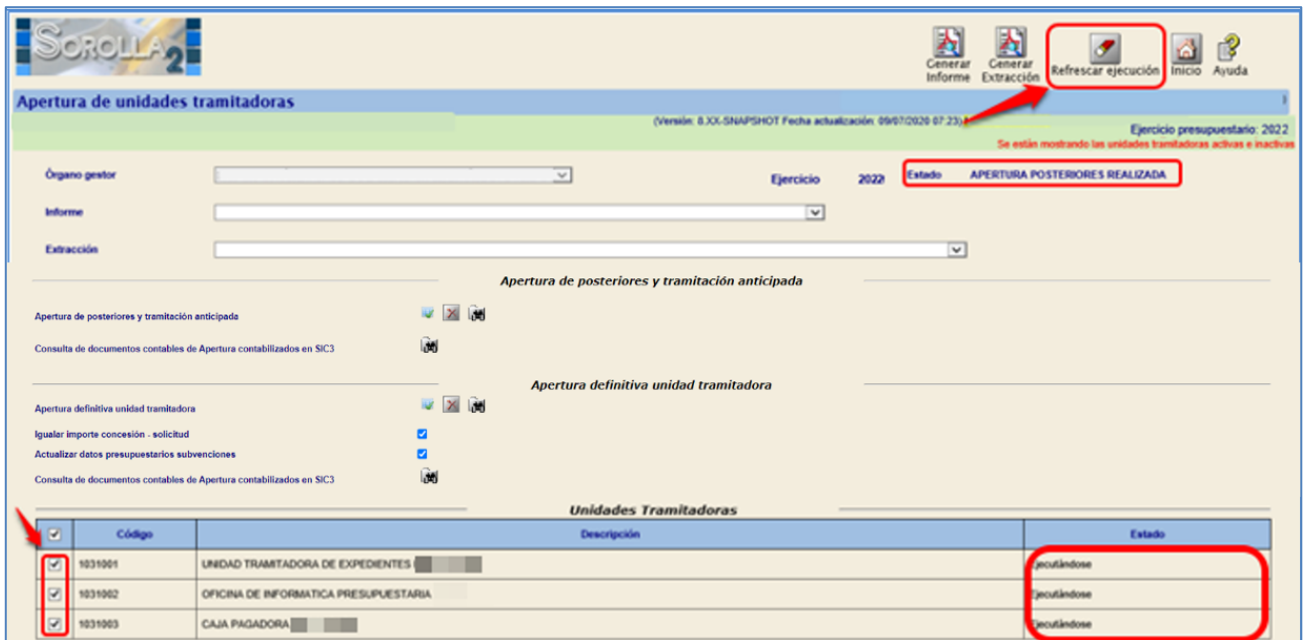 SOROLLA2
Generar Informe
Generar Extracción
Refrescar ejecución
Inicio
Ayuda
Apertura de unidades tramitadoras
(Versión: 8.XX-SNAPSHOT Fecha actualización: 09/07/2020 07:23)
Ejercicio presupuestario: 2022
Se están mostrando las unidades tramitadoras activas e inactivas
Órgano gestor
Ejercicio 2022 Estado APERTURA POSTERIORES REALIZADA
Informe
Extracción
Apertura de posteriores y tramitación anticipada
Apertura de posteriores y tramitación anticipada
Consulta de documentos contables de Apertura contabilizados en SIC3
Apertura definitiva unidad tramitadora
Apertura definitiva unidad tramitadora
Igualar importe concesión - solicitud
Actualizar datos presupuestarios subvenciones
Consulta de documentos contables de Apertura contabilizados en SIC3
Unidades Tramitadoras
Código Descripción Estado
1031001 UNIDAD TRAMITADORA DE EXPEDIENTES Ejecutándose
1031002 OFICINA DE INFORMATICA PRESUPUESTARIA Ejecutándose
1031003 CAJA PAGADORA Ejecutándose